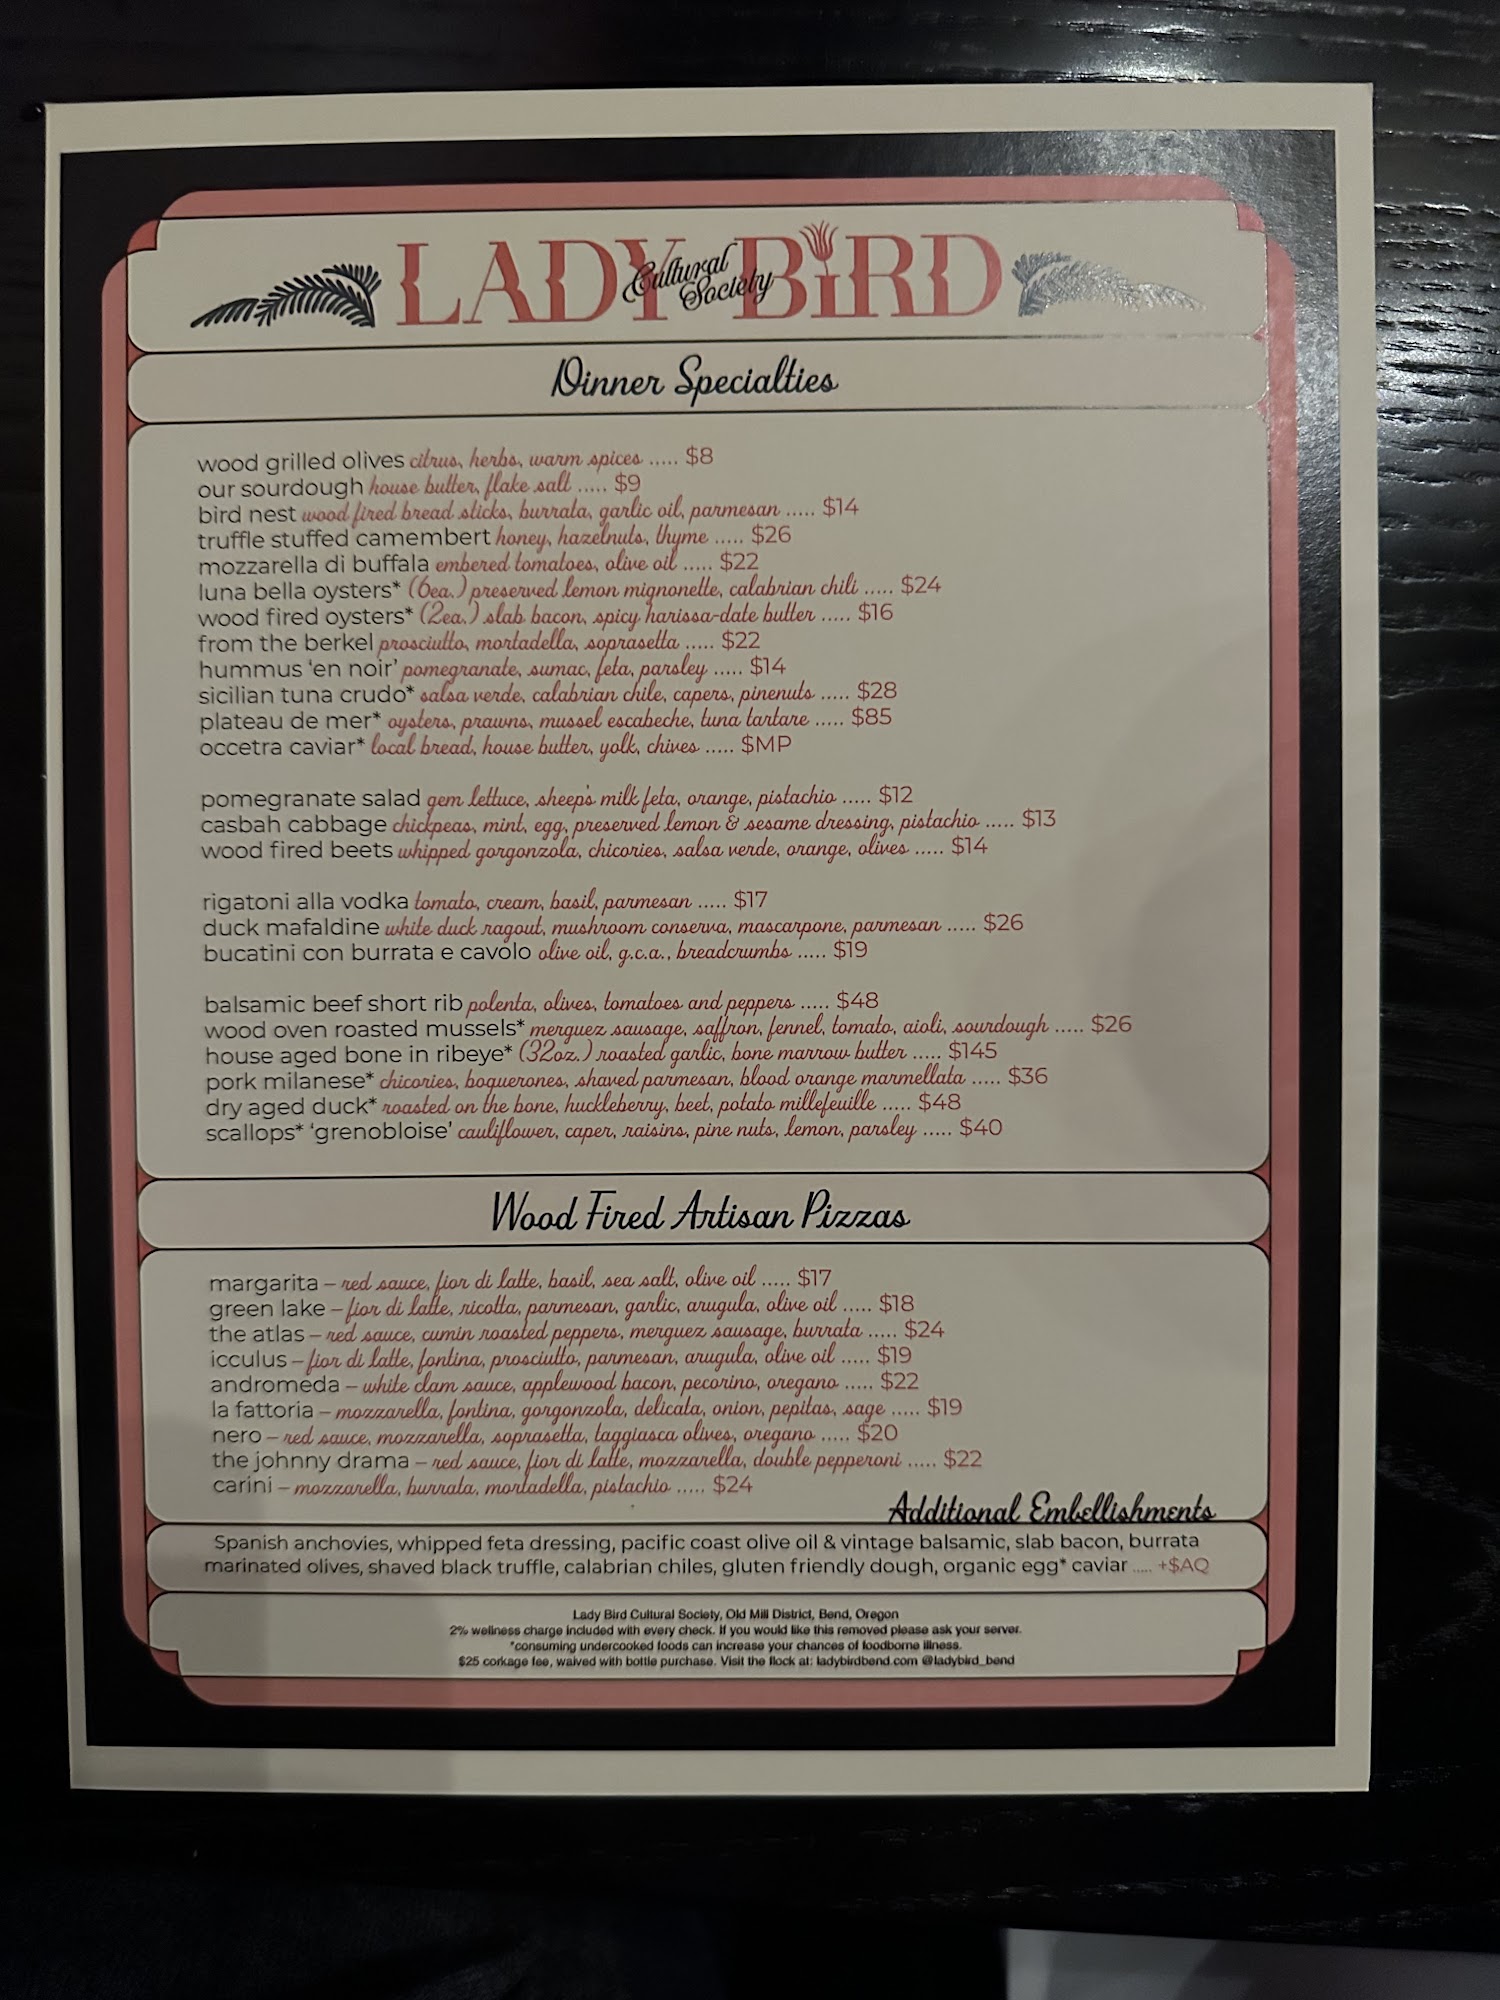 LADY BIRD
Cultural Society
Dinner Specialties
wood grilled olives citrus, herbs, warm spices ..... $8
our sourdough house butter, flake salt ..... $9
bird nest wood fired bread sticks, burrata, garlic oil, parmesan ..... $14
truffle stuffed camembert honey, hazelnuts, thyme ..... $26
mozzarella di buffala embered tomatoes, olive oil ..... $22
luna bella oysters* (6ea.) preserved lemon mignonette, calabrian chili ..... $24
wood fired oysters* (2ea.) slab bacon, spicy harissa-date butter ..... $16
from the berkel prosciutto, mortadella, soprasetta ..... $22
hummus 'en noir' pomegranate, sumac, feta, parsley ..... $14
sicilian tuna crudo* salsa verde, calabrian chile, capers, pinenuts ..... $28
plateau de mer* oysters, prawns, mussel escabeche, tuna tartare ..... $85
occetra caviar* local bread, house butter, yolk, chives ..... $MP
pomegranate salad gem lettuce, sheep's milk feta, orange, pistachio ..... $12
casbah cabbage chickpeas, mint, egg, preserved lemon & sesame dressing, pistachio ..... $13
wood fired beets whipped gorgonzola, chicories, salsa verde, orange, olives ..... $14
rigatoni alla vodka tomato, cream, basil, parmesan ..... $17
duck mafaldine white duck ragout, mushroom conserva, mascarpone, parmesan ..... $26
bucatini con burrata e cavolo olive oil, g.c.a., breadcrumbs ..... $19
balsamic beef short rib polenta, olives, tomatoes and peppers ..... $48
wood oven roasted mussels* merguez sausage, saffron, fennel, tomato, aioli, sourdough ..... $26
house aged bone in ribeye* (32oz.) roasted garlic, bone marrow butter ..... $145
pork milanese* chicories, boquerones, shaved parmesan, blood orange marmellata ..... $36
dry aged duck* roasted on the bone, huckleberry, beet, potato millefeuille ..... $48
scallops* 'grenobloise' cauliflower, caper, raisins, pine nuts, lemon, parsley ..... $40
Wood Fired Artisan Pizzas
margarita – red sauce, fior di latte, basil, sea salt, olive oil ..... $17
green lake – fior di latte, ricotta, parmesan, garlic, arugula, olive oil ..... $18
the atlas – red sauce, cumin roasted peppers, merguez sausage, burrata ..... $24
icculus – fior di latte, fontina, prosciutto, parmesan, arugula, olive oil ..... $19
andromeda – white clam sauce, applewood bacon, pecorino, oregano ..... $22
la fattoria – mozzarella, fontina, gorgonzola, delicata, onion, pepitas, sage ..... $19
nero – red sauce, mozzarella, soprasetta, taggiasca olives, oregano ..... $20
the johnny drama – red sauce, fior di latte, mozzarella, double pepperoni ..... $22
carini – mozzarella, burrata, mortadella, pistachio ..... $24
Additional Embellishments
Spanish anchovies, whipped feta dressing, pacific coast olive oil & vintage balsamic, slab bacon, burrata
marinated olives, shaved black truffle, calabrian chiles, gluten friendly dough, organic egg* caviar ..... +$AQ
Lady Bird Cultural Society, Old Mill District, Bend, Oregon
2% wellness charge included with every check. If you would like this removed please ask your server.
*consuming undercooked foods can increase your chances of foodborne illness.
$25 corkage fee, waived with bottle purchase. Visit the flock at: ladybirdbend.com @ladybird_bend